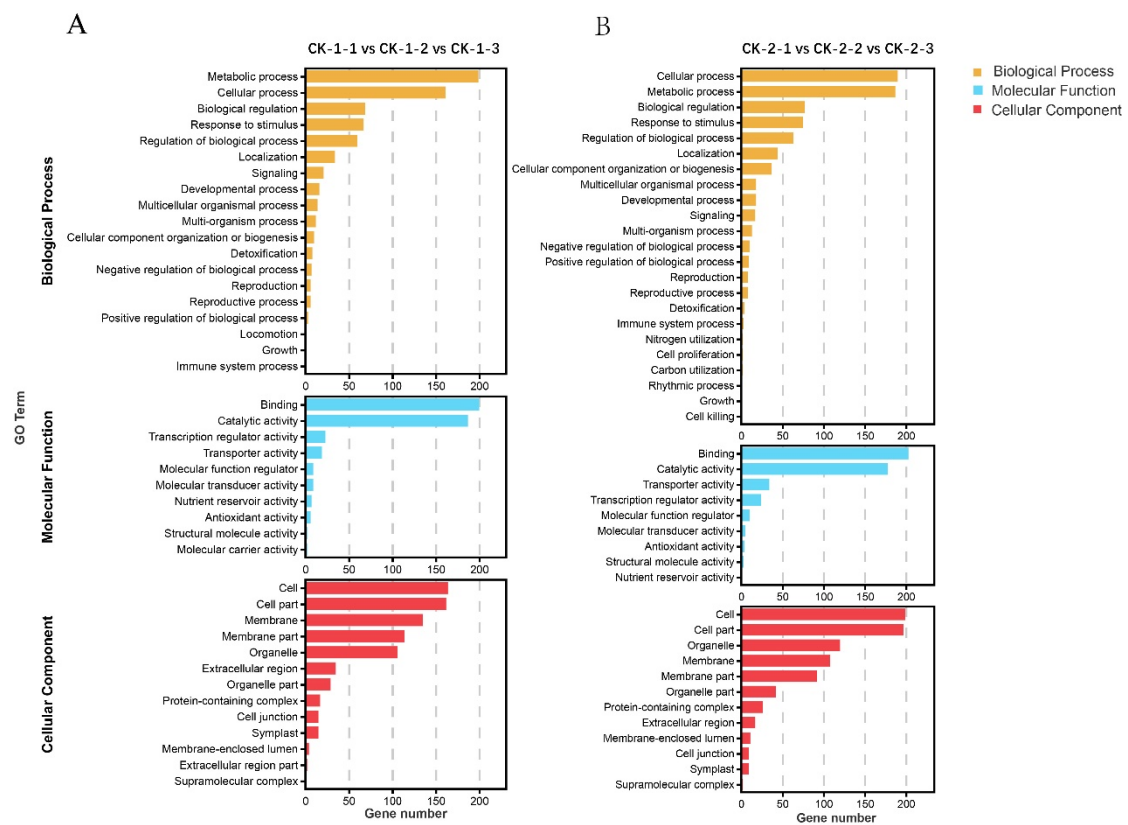 A
CK-1-1 vs CK-1-2 vs CK-1-3
GO Term
Biological Process
Metabolic process
Cellular process
Biological regulation
Response to stimulus
Regulation of biological process
Localization
Signaling
Developmental process
Multicellular organismal process
Multi-organism process
Cellular component organization or biogenesis
Detoxification
Negative regulation of biological process
Reproduction
Reproductive process
Positive regulation of biological process
Locomotion
Growth
Immune system process
0 50 100 150 200
Molecular Function
Binding
Catalytic activity
Transcription regulator activity
Transporter activity
Molecular function regulator
Molecular transducer activity
Nutrient reservoir activity
Antioxidant activity
Structural molecule activity
Molecular carrier activity
0 50 100 150 200
Cellular Component
Cell
Cell part
Membrane
Membrane part
Organelle
Extracellular region
Organelle part
Protein-containing complex
Cell junction
Symplast
Membrane-enclosed lumen
Extracellular region part
Supramolecular complex
0 50 100 150 200
Gene number
B
CK-2-1 vs CK-2-2 vs CK-2-3
Cellular process
Metabolic process
Biological regulation
Response to stimulus
Regulation of biological process
Localization
Cellular component organization or biogenesis
Multicellular organismal process
Developmental process
Signaling
Multi-organism process
Negative regulation of biological process
Positive regulation of biological process
Reproduction
Reproductive process
Detoxification
Immune system process
Nitrogen utilization
Cell proliferation
Carbon utilization
Rhythmic process
Growth
Cell killing
0 50 100 150 200
Binding
Catalytic activity
Transporter activity
Transcription regulator activity
Molecular function regulator
Molecular transducer activity
Antioxidant activity
Structural molecule activity
Nutrient reservoir activity
0 50 100 150 200
Cell
Cell part
Organelle
Membrane
Membrane part
Organelle part
Protein-containing complex
Extracellular region
Membrane-enclosed lumen
Cell junction
Symplast
Supramolecular complex
0 50 100 150 200
Gene number
Biological Process
Molecular Function
Cellular Component